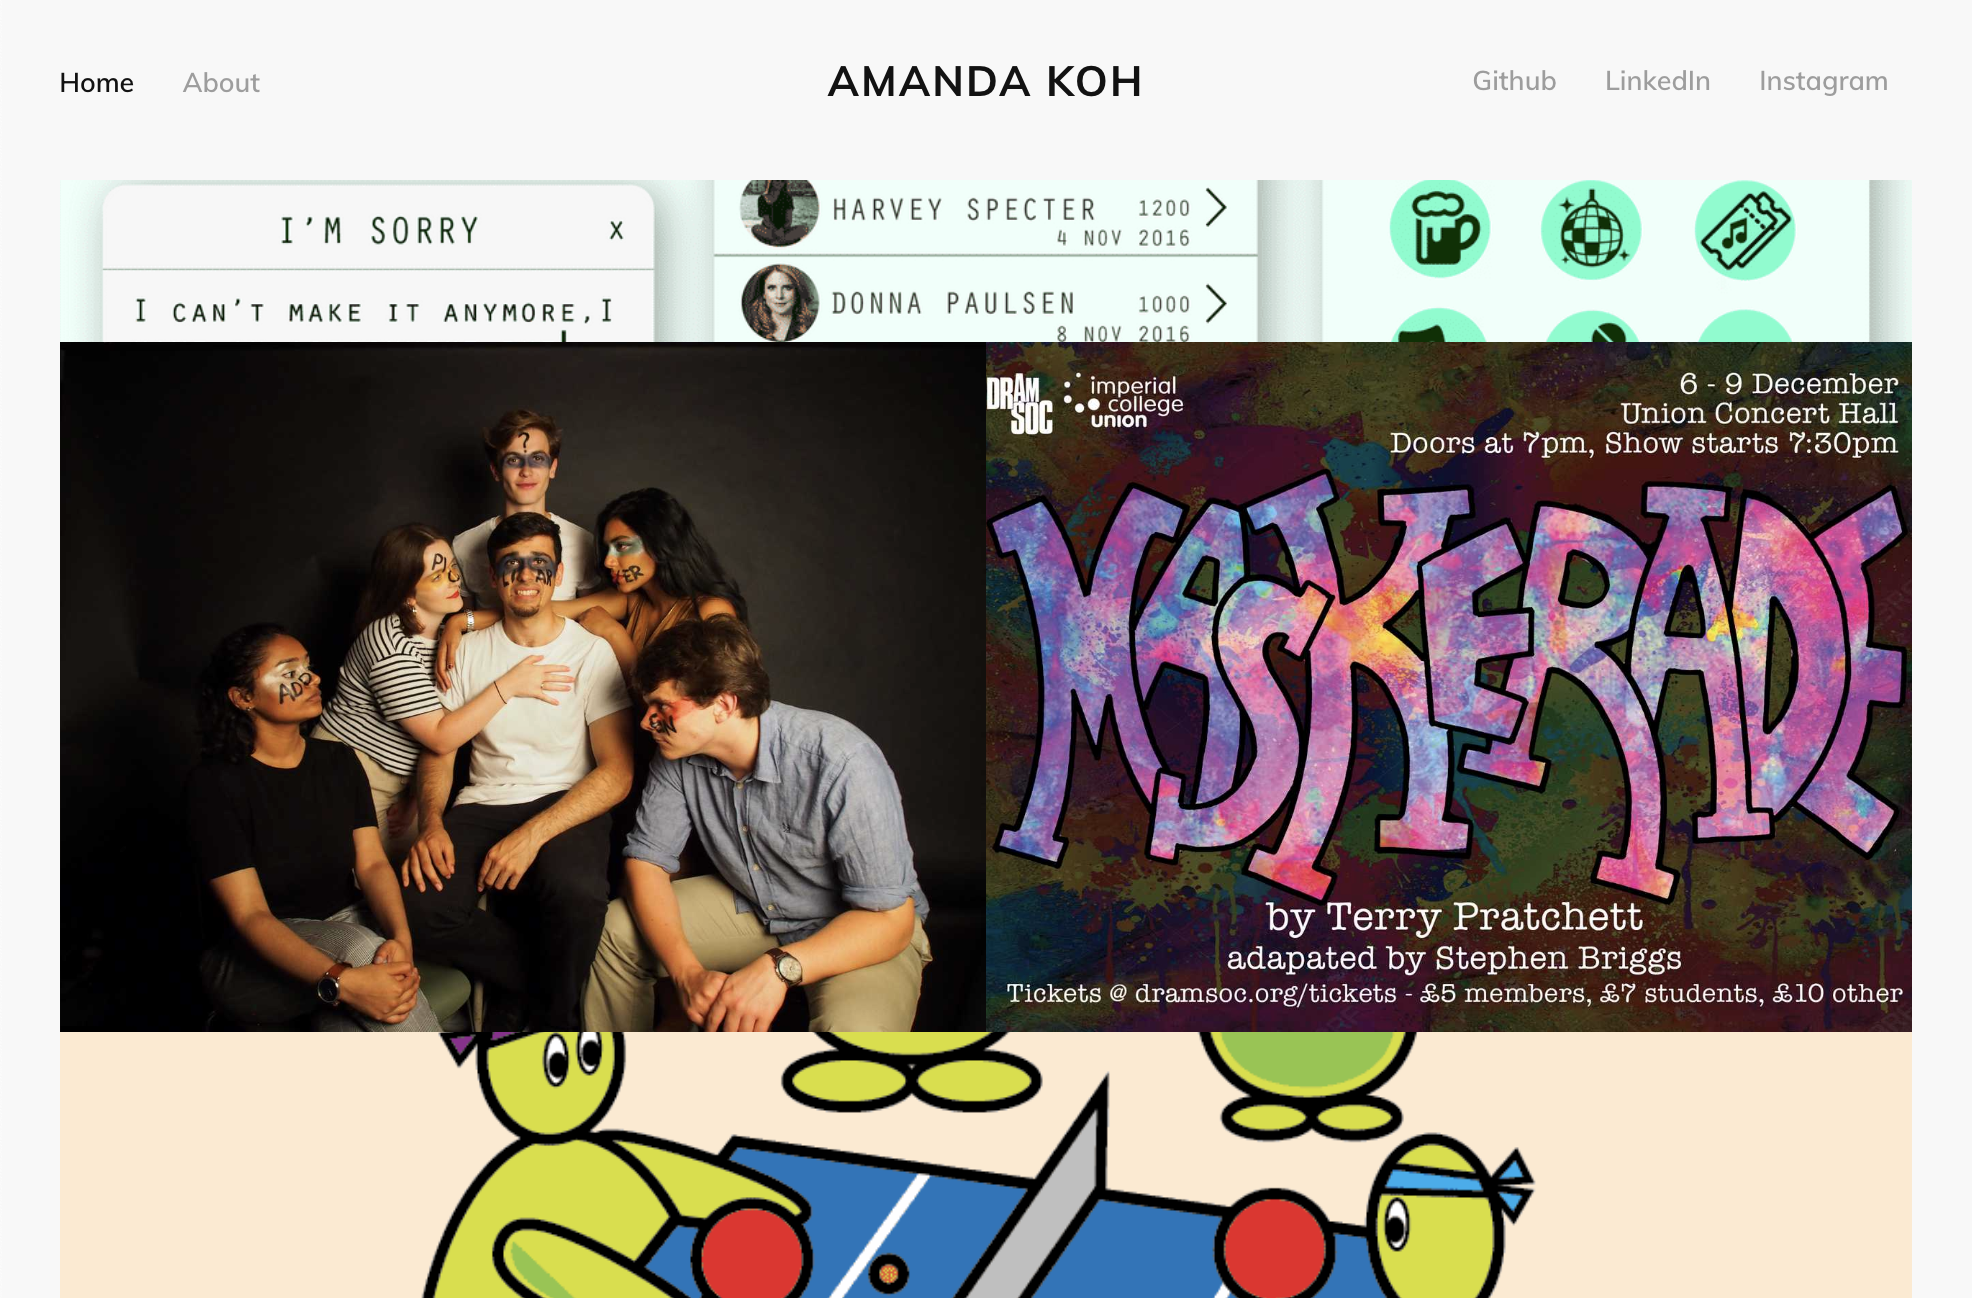 Home About AMANDA KOH Github LinkedIn Instagram
I'M SORRY X
I CAN'T MAKE IT ANYMORE,I
HARVEY SPECTER 1200
4 NOV 2016
DONNA PAULSEN 1000
8 NOV 2016
?
ADD
DRAM
SOC
imperial
college
union
6 - 9 December
Union Concert Hall
Doors at 7pm, Show starts 7:30pm
MASKERADE
by Terry Pratchett
adapated by Stephen Briggs
Tickets @ dramsoc.org/tickets - £5 members, £7 students, £10 other